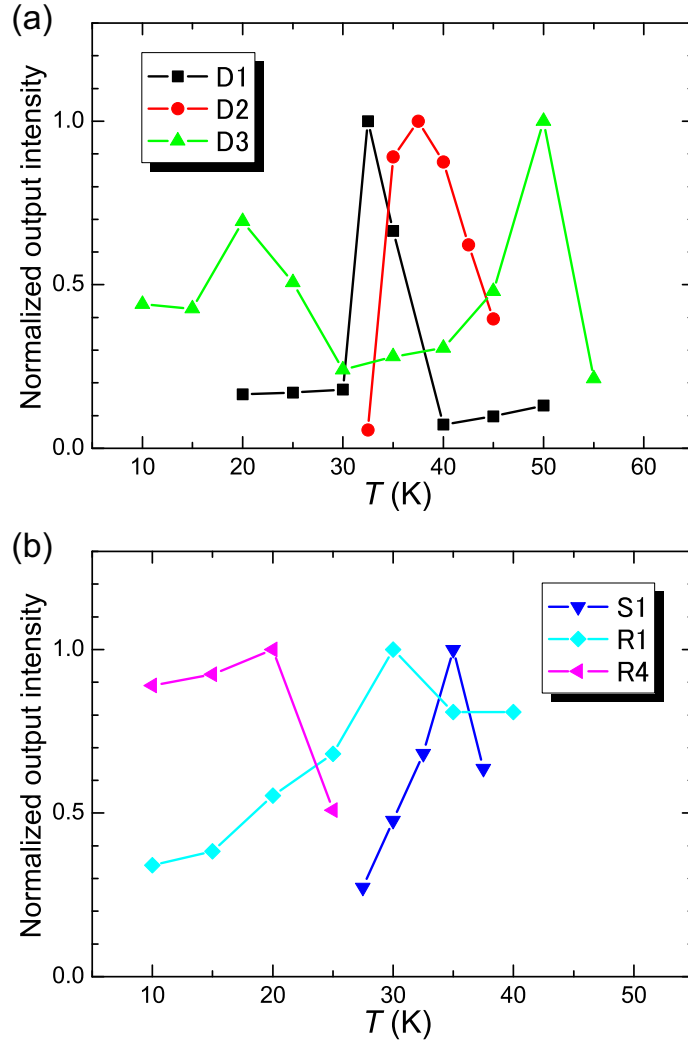 (a)
Normalized output intensity
D1
D2
D3
1.0
0.5
0.0
10 20 30 40 50 60
T (K)
(b)
Normalized output intensity
S1
R1
R4
1.0
0.5
0.0
10 20 30 40 50
T (K)